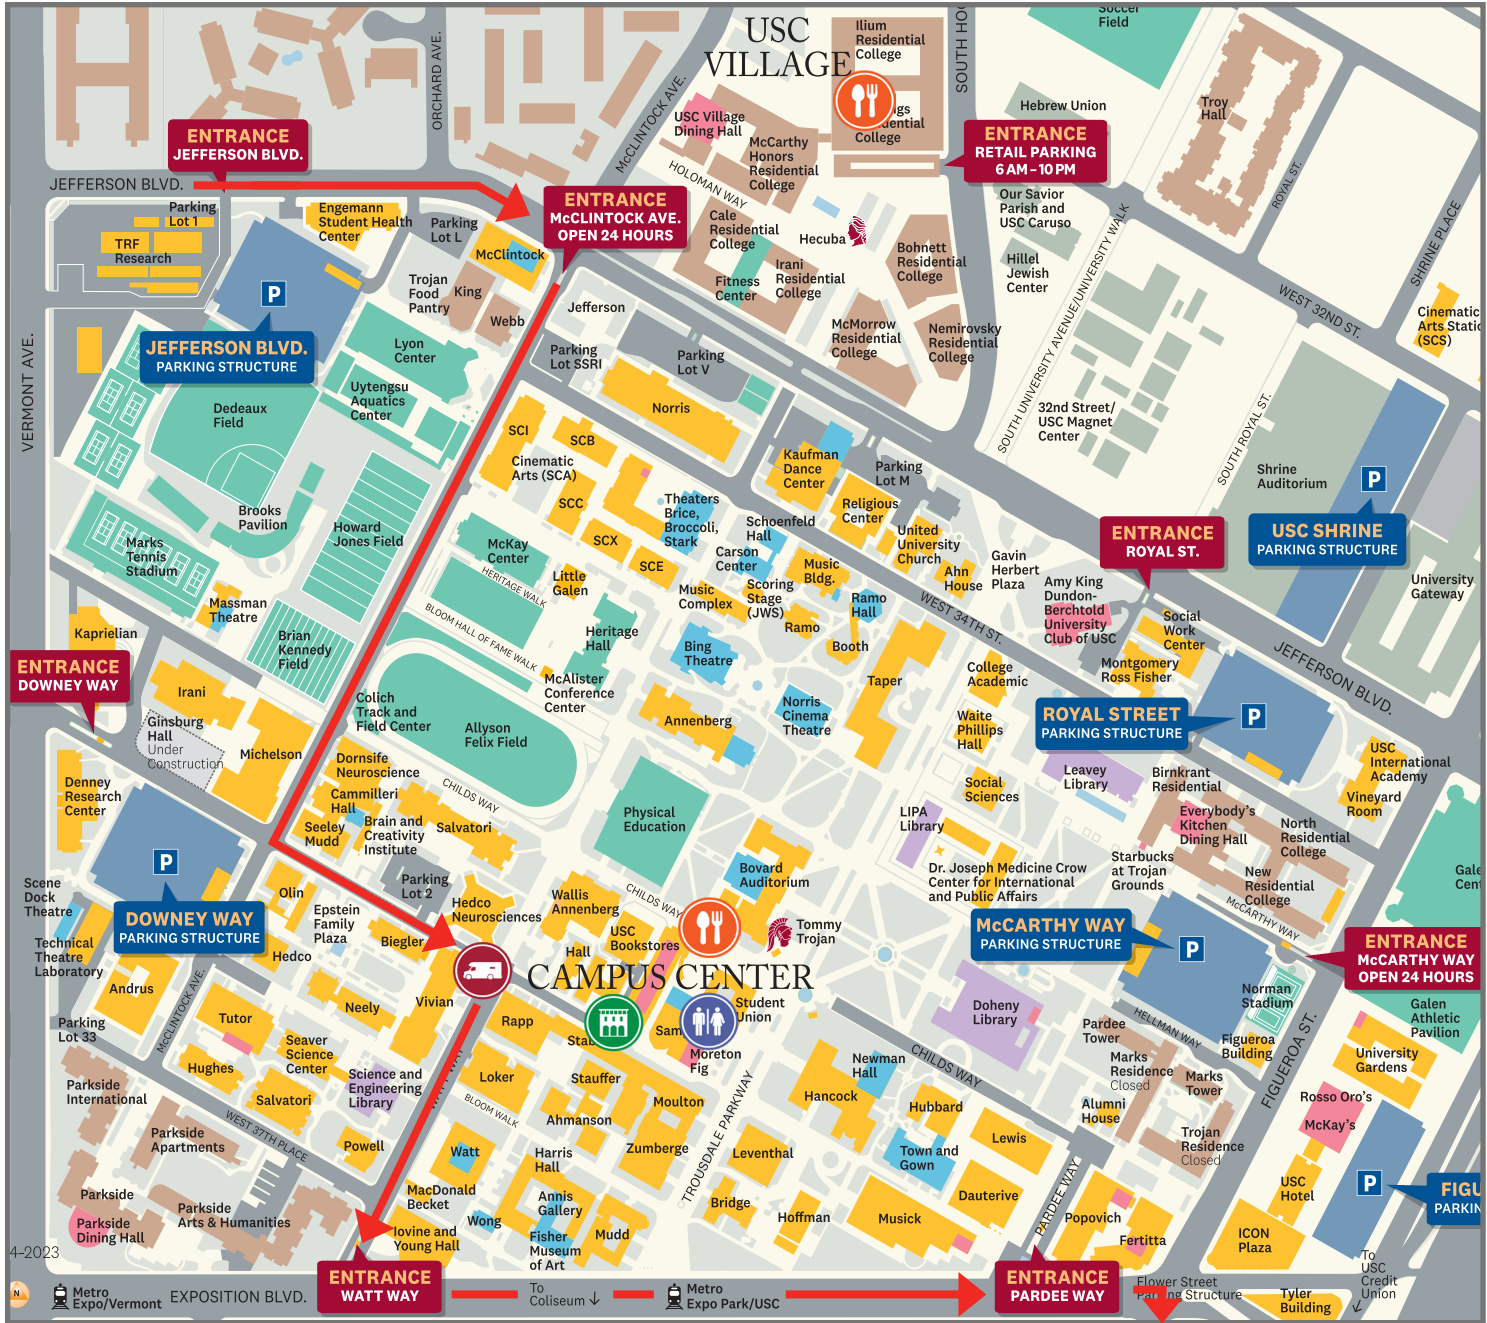 USC
VILLAGE
Ilium
Residential
College
Soccer
Field
SOUTH HOO
ORCHARD AVE.
McCLINTOCK AVE.
Hebrew Union
Troy
Hall
USC Village
Dining Hall
ngs
dential
College
McCarthy
Honors
Residential
College
ENTRANCE
JEFFERSON BLVD.
ENTRANCE
RETAIL PARKING
6 AM – 10 PM
JEFFERSON BLVD.
HOLOMAN WAY
ROYAL ST.
ENTRANCE
McCLINTOCK AVE.
OPEN 24 HOURS
Our Savior
Parish and
USC Caruso
Parking
Lot 1
Engemann
Student Health
Center
Parking
Lot L
Cale
Residential
College
Hecuba
TRF
Research
McClintock
Bohnett
Residential
College
Hillel
Jewish
Center
SHRINE PLACE
Irani
Residential
College
Fitness
Center
Trojan
Food
Pantry
King
Webb
P
Jefferson
SOUTH UNIVERSITY AVENUE/UNIVERSITY WALK
WEST 32ND ST.
Cinematic
Arts Static
(SCS)
JEFFERSON BLVD.
PARKING STRUCTURE
McMorrow
Residential
College
Nemirovsky
Residential
College
VERMONT AVE.
Lyon
Center
Parking
Lot SSRI
Parking
Lot V
Uytengsu
Aquatics
Center
Dedeaux
Field
Norris
32nd Street/
USC Magnet
Center
SOUTH ROYAL ST.
SCI
SCB
Cinematic
Arts (SCA)
Kaufman
Dance
Center
Parking
Lot M
Shrine
Auditorium
P
Brooks
Pavilion
SCC
Theaters
Brice,
Broccoli,
Stark
Religious
Center
Howard
Jones Field
Schoenfeld
Hall
USC SHRINE
PARKING STRUCTURE
ENTRANCE
ROYAL ST.
Marks
Tennis
Stadium
McKay
Center
SCX
Carson
Center
United
University
Church
Gavin
Herbert
Plaza
SCE
Music
Bldg.
Ahn
House
HERITAGE WALK
Little
Galen
Music
Complex
Scoring
Stage
(JWS)
Ramo
Hall
Amy King
Dundon-
Berchtold
University
Club of USC
University
Gateway
Massman
Theatre
BLOOM HALL OF FAME WALK
Heritage
Hall
Ramo
WEST 34TH ST.
Social
Work
Center
Kaprielian
Brian
Kennedy
Field
Bing
Theatre
Booth
JEFFERSON BLVD.
ENTRANCE
DOWNEY WAY
Irani
McAlister
Conference
Center
Taper
College
Academic
Montgomery
Ross Fisher
Colich
Track and
Field Center
Allyson
Felix Field
Annenberg
Norris
Cinema
Theatre
Waite
Phillips
Hall
ROYAL STREET
PARKING STRUCTURE
P
Ginsburg
Hall
Under
Construction
Michelson
Dornsife
Neuroscience
USC
International
Academy
Denney
Research
Center
Cammilleri
Hall
CHILDS WAY
Physical
Education
Social
Sciences
Leavey
Library
Birnkrant
Residential
Vineyard
Room
Seeley
Mudd
Brain and
Creativity
Institute
Salvatori
LIPA
Library
Everybody's
Kitchen
Dining Hall
North
Residential
College
P
Parking
Lot 2
Bovard
Auditorium
Dr. Joseph Medicine Crow
Center for International
and Public Affairs
Starbucks
at Trojan
Grounds
New
Residential
College
Gale
Cent
Scene
Dock
Theatre
Olin
Wallis
Annenberg
CHILDS WAY
McCARTHY WAY
DOWNEY WAY
PARKING STRUCTURE
Epstein
Family
Plaza
Hedco
Neurosciences
Hall
USC
Bookstores
Tommy
Trojan
McCARTHY WAY
PARKING STRUCTURE
P
ENTRANCE
McCARTHY WAY
OPEN 24 HOURS
Technical
Theatre
Laboratory
Hedco
Biegler
CAMPUS CENTER
Andrus
McCLINTOCK AVE.
Neely
Vivian
Student
Union
Doheny
Library
Norman
Stadium
Galen
Athletic
Pavilion
Parking
Lot 33
Tutor
Rapp
Stab
Sam
Moreton
Fig
Pardee
Tower
HELLMAN WAY
Figueroa
Building
FIGUEROA ST.
Seaver
Science
Center
Hughes
CHILDS WAY
Newman
Hall
Marks
Residence
Closed
University
Gardens
Parkside
International
Salvatori
Science and
Engineering
Library
Loker
Stauffer
Hancock
Marks
Tower
Rosso Oro's
BLOOM WALK
Moulton
Hubbard
Alumni
House
McKay's
Ahmanson
TROUSDALE PARKWAY
WEST 37TH PLACE
Parkside
Apartments
Powell
Watt
Harris
Hall
Zumberge
Leventhal
Town and
Gown
Lewis
Trojan
Residence
Closed
Parkside
Parkside
Arts & Humanities
MacDonald
Becket
Annis
Gallery
Bridge
Dauterive
PARDEE WAY
USC
Hotel
P
FIGU
PARKIN
Parkside
Dining Hall
Wong
Fisher
Museum
of Art
Mudd
Hoffman
Musick
Popovich
Fertitta
ICON
Plaza
Iovine and
Young Hall
4-2023
To
USC
Credit
Union
N
Metro
Expo/Vermont
EXPOSITION BLVD.
ENTRANCE
WATT WAY
To
Coliseum
Metro
Expo Park/USC
ENTRANCE
PARDEE WAY
Flower Street
Structure
Tyler
Building